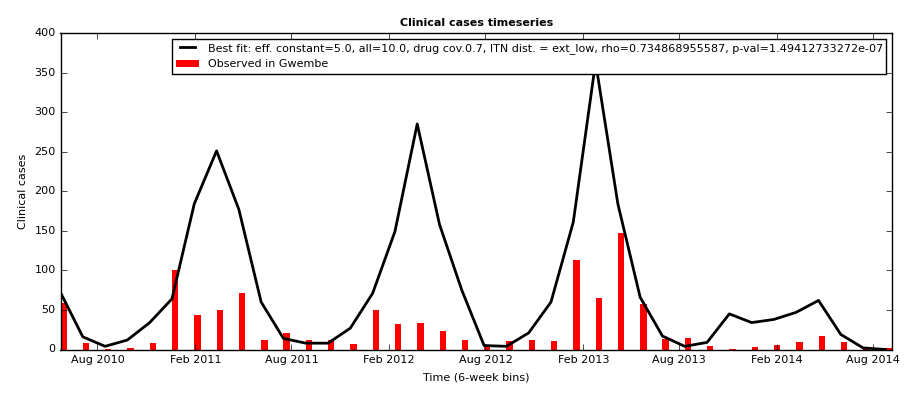 Clinical cases timeseries
400
350
300
250
200
150
100
50
0
Clinical cases
Best fit: eff. constant=5.0, all=10.0, drug cov.0.7, ITN dist. = ext_low, rho=0.734868955587, p-val=1.49412733272e-07
Observed in Gwembe
Aug 2010 Feb 2011 Aug 2011 Feb 2012 Aug 2012 Feb 2013 Aug 2013 Feb 2014 Aug 2014
Time (6-week bins)